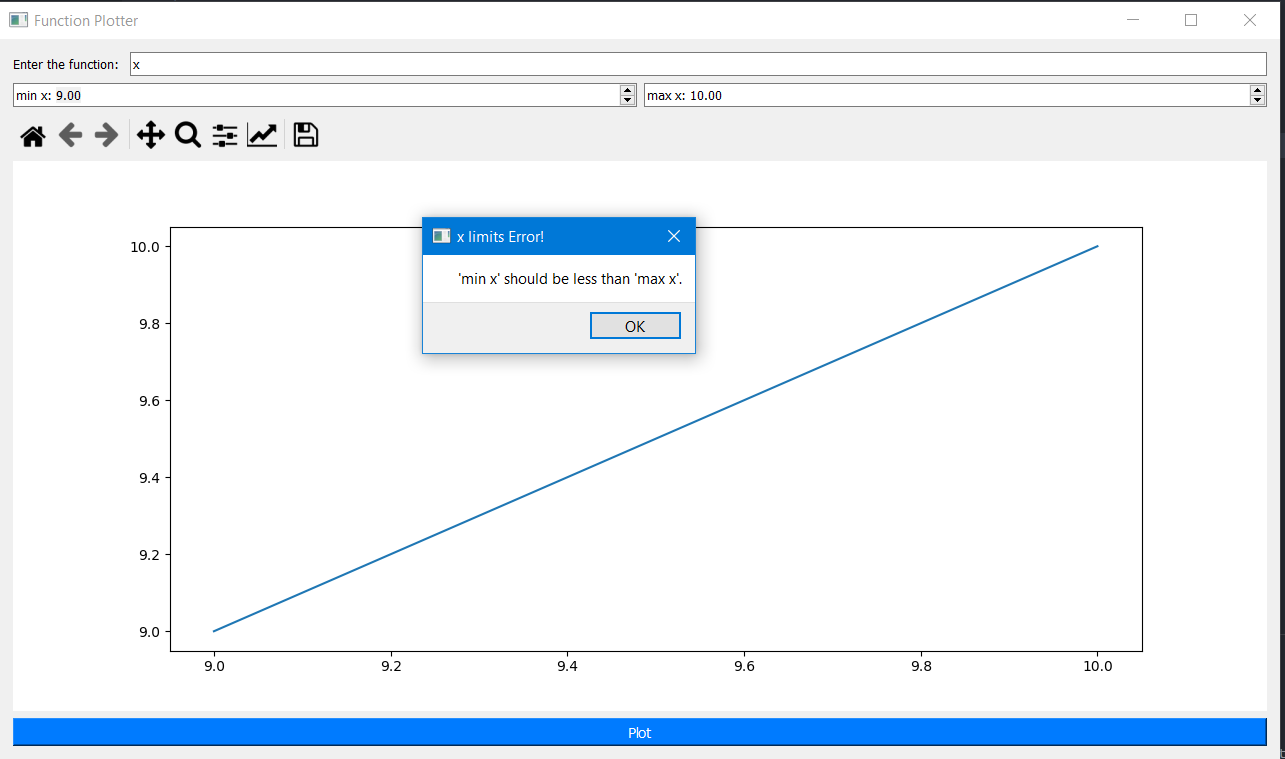 Function Plotter
Enter the function: x
min x: 9.00 max x: 10.00
x limits Error!
'min x' should be less than 'max x'.
OK
10.0
9.8
9.6
9.4
9.2
9.0
9.0 9.2 9.4 9.6 9.8 10.0
Plot